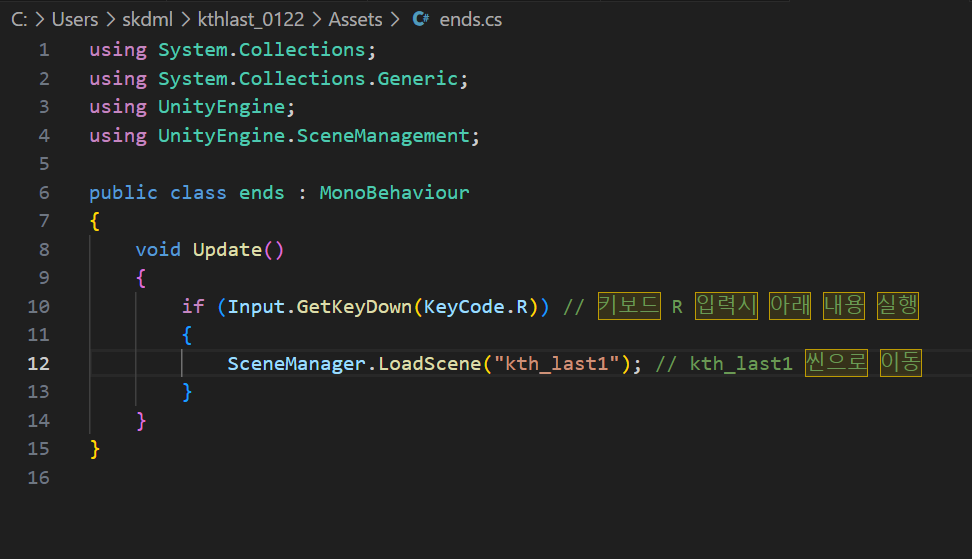 C: > Users > skdml > kthlast_0122 > Assets > C# ends.cs
1 using System.Collections;
2 using System.Collections.Generic;
3 using UnityEngine;
4 using UnityEngine.SceneManagement;
5
6 public class ends : MonoBehaviour
7 {
8 void Update()
9 {
10 if (Input.GetKeyDown(KeyCode.R)) // 키보드 R 입력시 아래 내용 실행
11 {
12 SceneManager.LoadScene("kth_last1"); // kth_last1 씬으로 이동
13 }
14 }
15 }
16